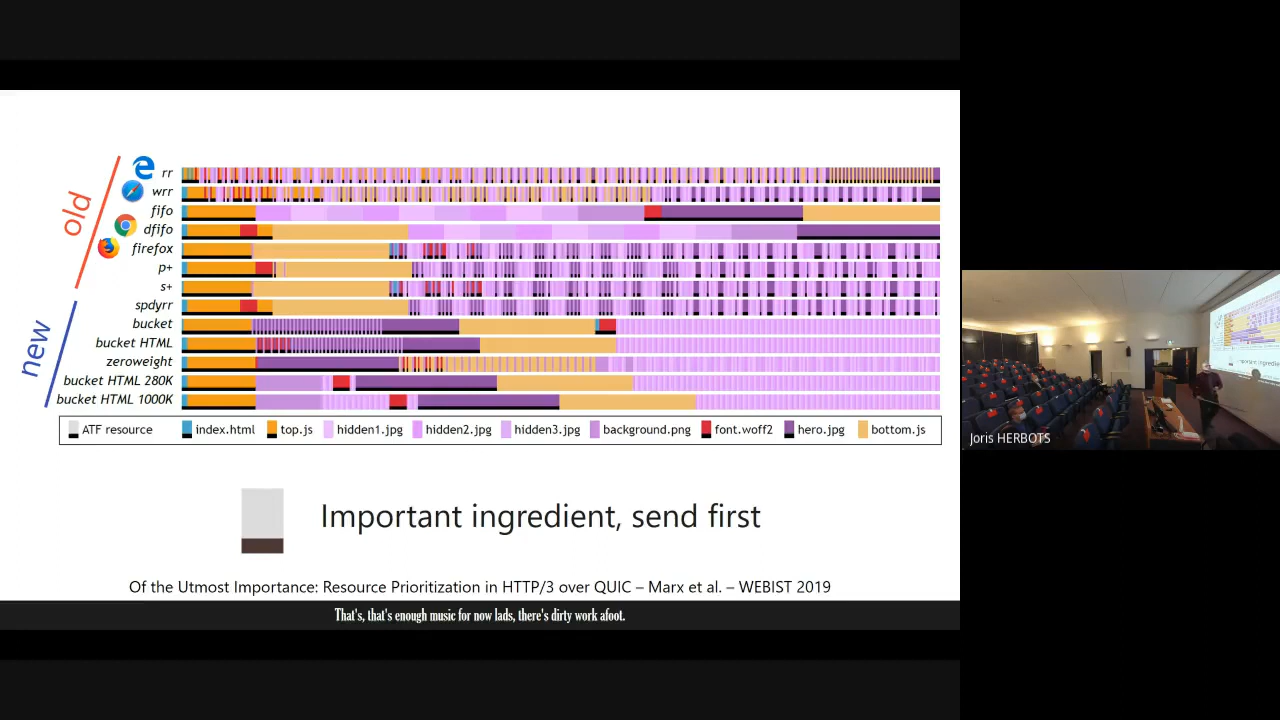 old
rr
wrr
fifo
dfifo
firefox
p+
s+
spdyrr
new
bucket
bucket HTML
zeroweight
bucket HTML 280K
bucket HTML 1000K
ATF resource index.html top.js hidden1.jpg hidden2.jpg hidden3.jpg background.png font.woff2 hero.jpg bottom.js
Important ingredient, send first
Of the Utmost Importance: Resource Prioritization in HTTP/3 over QUIC – Marx et al. – WEBIST 2019
That's, that's enough music for now lads, there's dirty work afoot.
Joris HERBOTS